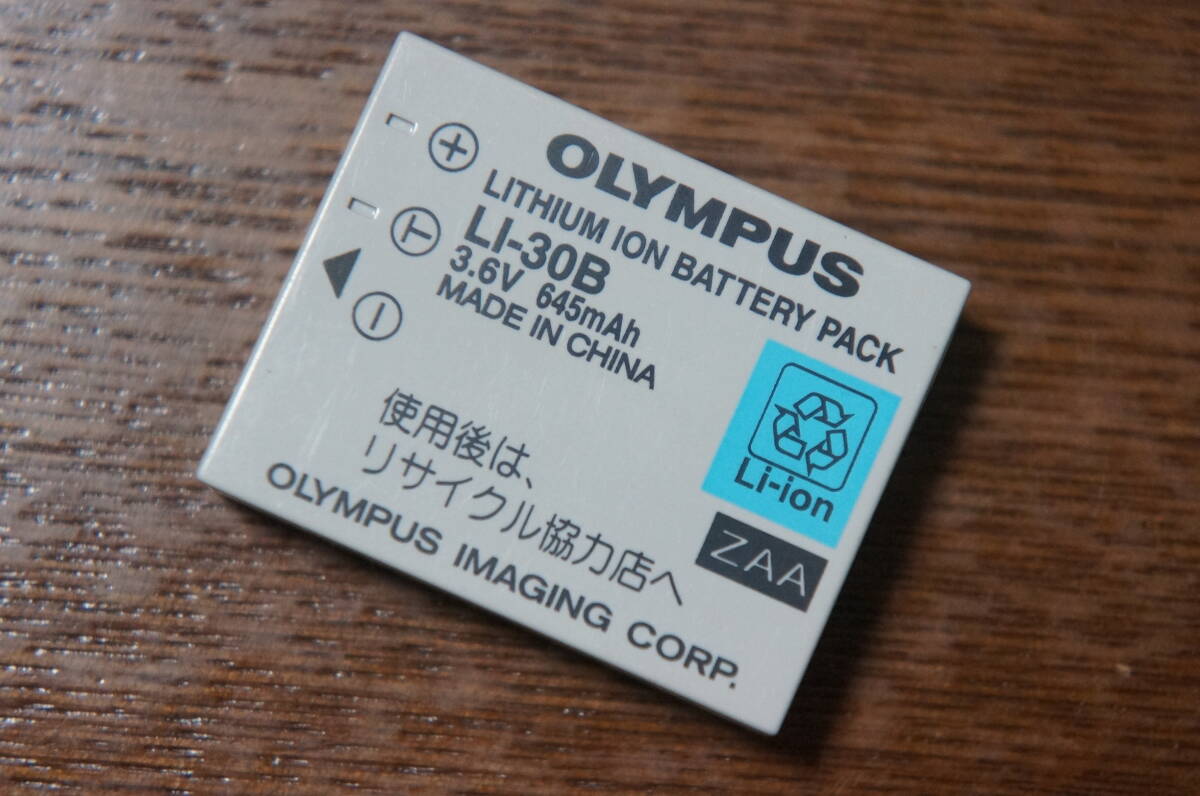 OLYMPUS
LITHIUM ION BATTERY PACK
LI-30B
3.6V 645mAh
MADE IN CHINA
+
T
-
使用後は、
リサイクル協力店へ
Li-ion
ZAA
OLYMPUS IMAGING CORP.